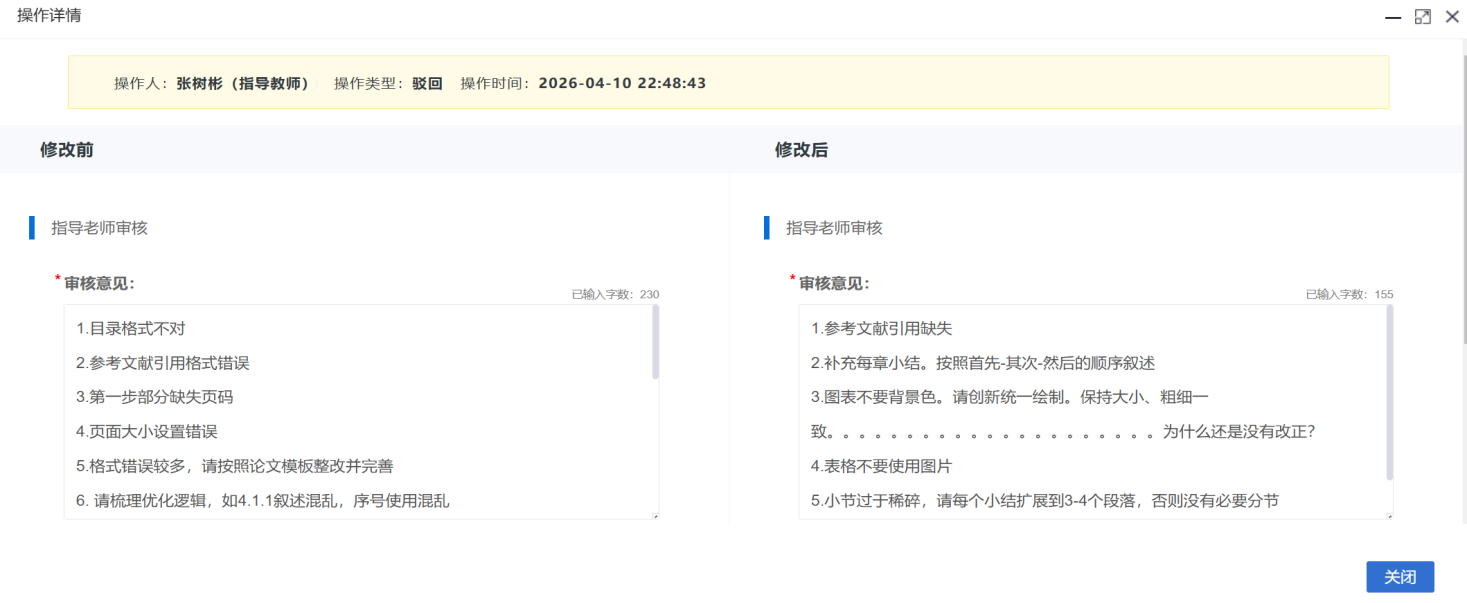 操作详情
操作人：张树彬（指导教师） 操作类型：驳回 操作时间：2026-04-10 22:48:43
修改前
指导老师审核
*审核意见：
已输入字数：230
1.目录格式不对
2.参考文献引用格式错误
3.第一步部分缺失页码
4.页面大小设置错误
5.格式错误较多，请按照论文模板整改并完善
6. 请梳理优化逻辑，如4.1.1叙述混乱，序号使用混乱
修改后
指导老师审核
*审核意见：
已输入字数：155
1.参考文献引用缺失
2.补充每章小结。按照首先-其次-然后的顺序叙述
3.图表不要背景色。请创新统一绘制。保持大小、粗细一
致。。。。。。。。。。。。。。。。。。。。。为什么还是没有改正？
4.表格不要使用图片
5.小节过于稀碎，请每个小结扩展到3-4个段落，否则没有必要分节
关闭